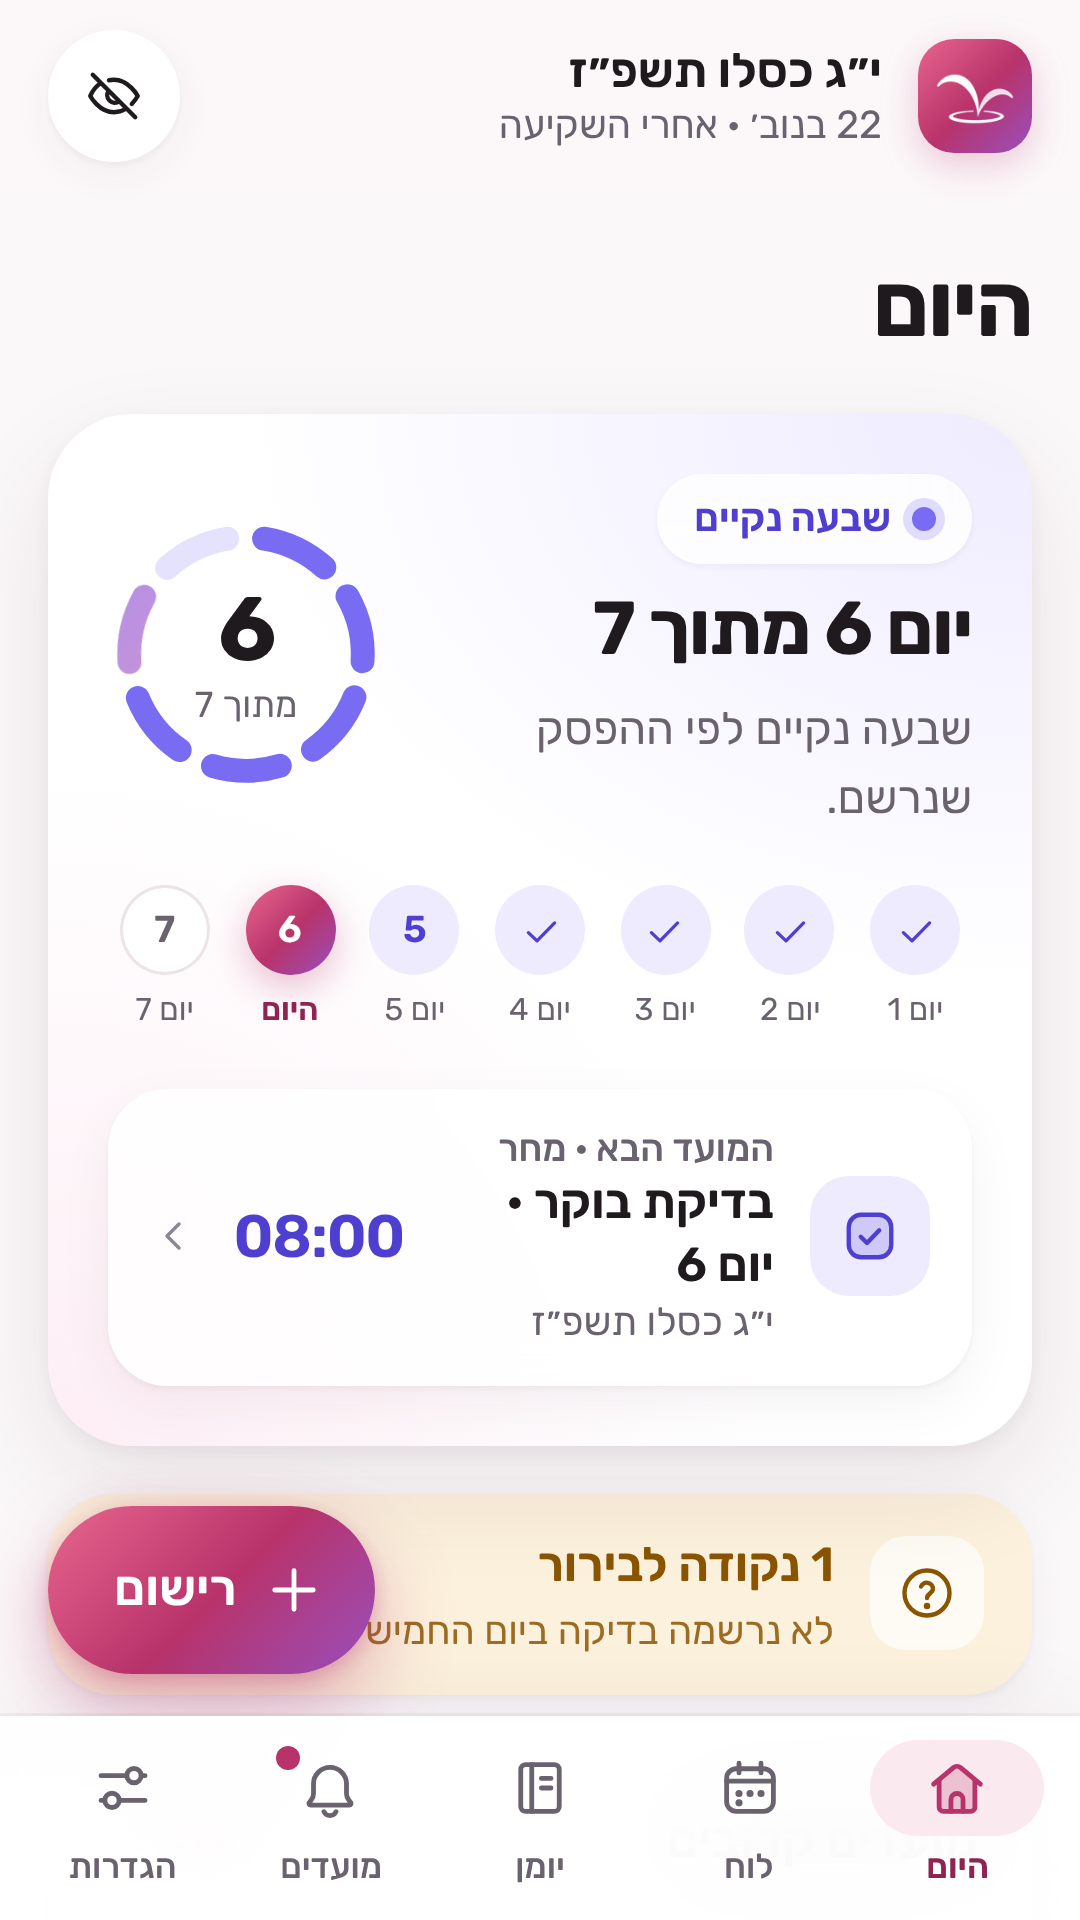 י״ג כסלו תשפ״ז
22 בנוב׳ • אחרי השקיעה
היום
שבעה נקיים
יום 6 מתוך 7
שבעה נקיים לפי ההפסק
שנרשם.
6
מתוך 7
5
6
7
יום 1
יום 2
יום 3
יום 4
יום 5
היום
יום 7
המועד הבא • מחר
בדיקת בוקר •
יום 6
י״ג כסלו תשפ״ז
08:00
1 נקודה לבירור
לא נרשמה בדיקה ביום החמיש
רישום
מועדים קרובים
היום
לוח
יומן
מועדים
הגדרות